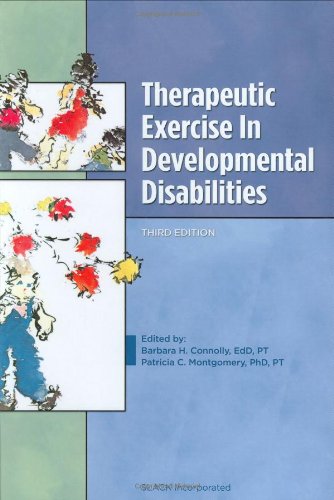 Therapeutic
Exercise In
Developmental
Disabilities
THIRD EDITION
Edited by:
Barbara H. Connolly, EdD, PT
Patricia C. Montgomery, PhD, PT
SLACK Incorporated